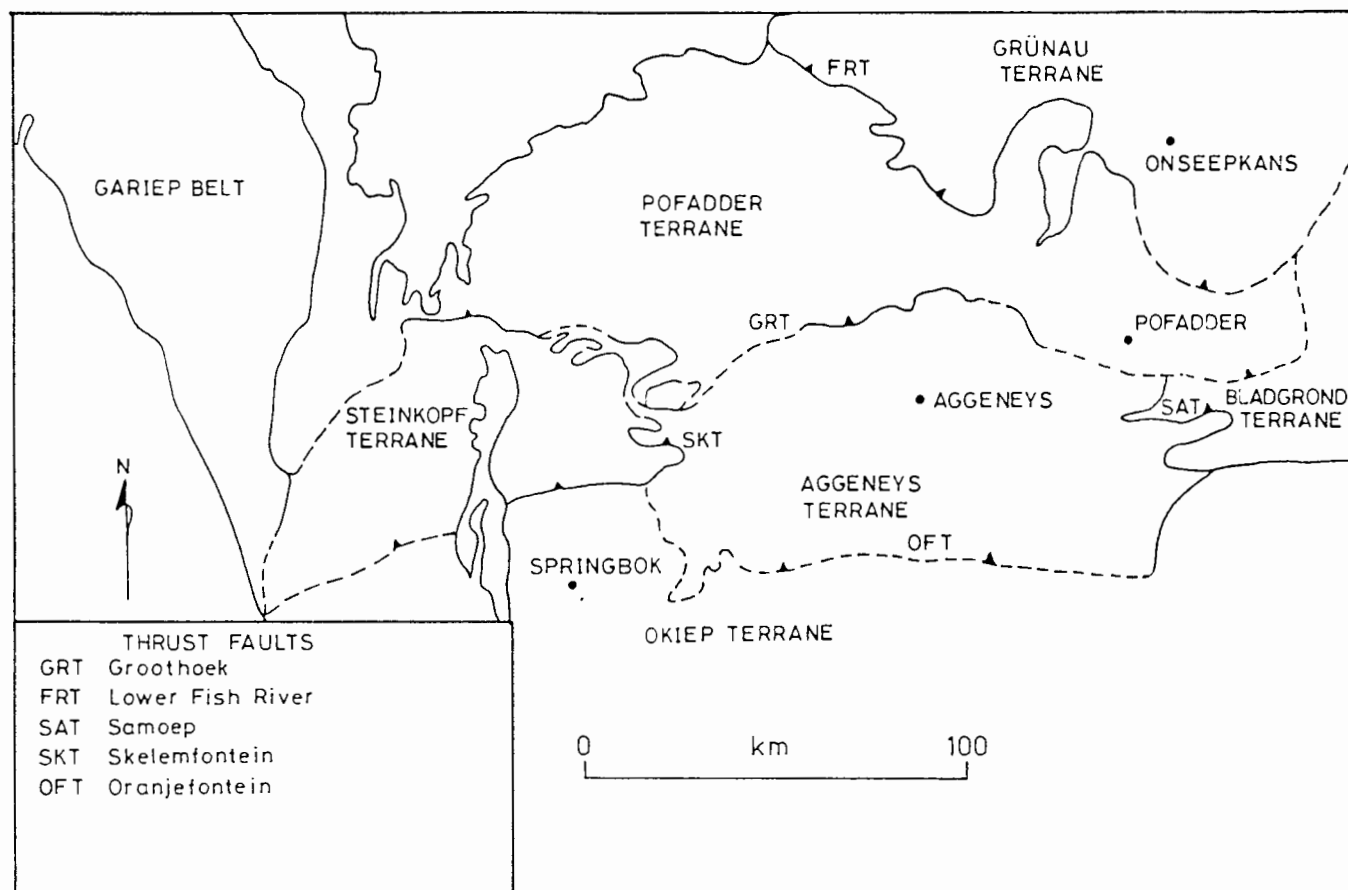 GRÜNAU
TERRANE
FRT
ONSEEPKANS
GARIEP BELT
POFADDER
TERRANE
GRT
POFADDER
STEINKOPF
TERRANE
AGGENEYS
SAT
BLADGROND
TERRANE
SKT
N
AGGENEYS
TERRANE
OFT
SPRINGBOK
OKIEP TERRANE
THRUST FAULTS
GRT Groothoek
FRT Lower Fish River
SAT Samoep
SKT Skelemfontein
OFT Oranjefontein
0 km 100